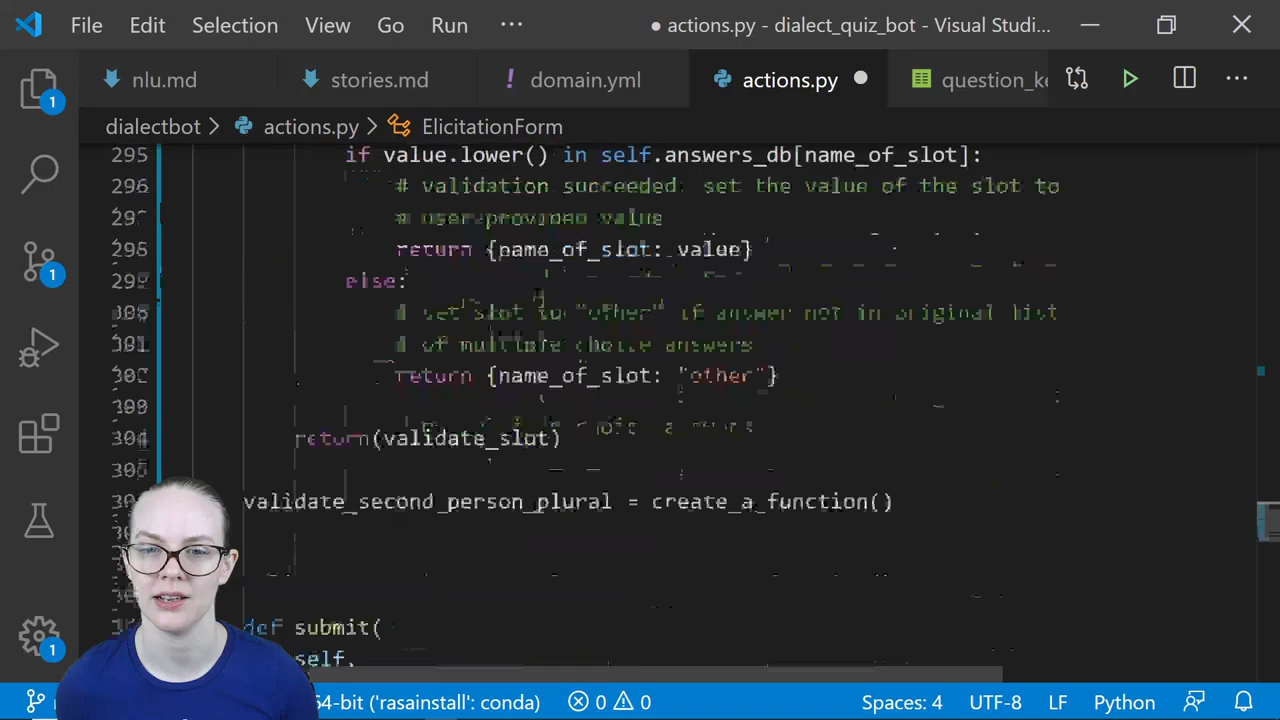 File Edit Selection View Go Run ··· ● actions.py - dialect_quiz_bot - Visual Studi...
nlu.md stories.md domain.yml actions.py question_ke
dialectbot > actions.py > ElicitationForm
295 if value.lower() in self.answers_db[name_of_slot]:
# validation succeeded set the value of the slot to
# user-provided value
return {name_of_slot: value}
else:
set slot to "other" if answer not in original list
of multiple choice answers
return {name_of_slot: "other"}
return(validate_slot)
validate_second_person_plural = create_a_function()
def submit(
self,
64-bit ('rasainstall': conda) 0 0 Spaces: 4 UTF-8 LF Python